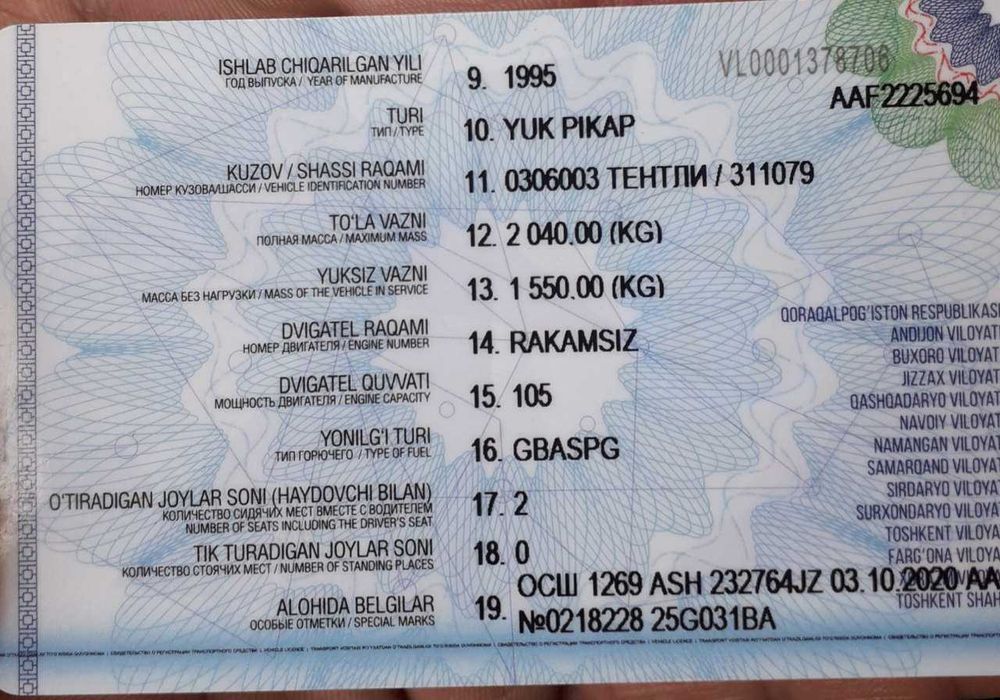 VL0001378706
AAF2225694
ISHLAB CHIQARILGAN YILI
ГОД ВЫПУСКА / YEAR OF MANUFACTURE
9. 1995
TURI
ТИП / TYPE
10. YUK PIKAP
KUZOV / SHASSI RAQAMI
НОМЕР КУЗОВА/ШАССИ / VEHICLE IDENTIFICATION NUMBER
11. 0306003 ТЕНТЛИ / 311079
TO'LA VAZNI
ПОЛНАЯ МАССА / MAXIMUM MASS
12. 2 040.00 (KG)
YUKSIZ VAZNI
МАССА БЕЗ НАГРУЗКИ / MASS OF THE VEHICLE IN SERVICE
13. 1 550.00 (KG)
DVIGATEL RAQAMI
НОМЕР ДВИГАТЕЛЯ / ENGINE NUMBER
14. RAKAMSIZ
DVIGATEL QUVVATI
МОЩНОСТЬ ДВИГАТЕЛЯ / ENGINE CAPACITY
15. 105
YONILG'I TURI
ТИП ГОРЮЧЕГО / TYPE OF FUEL
16. GBASPG
O'TIRADIGAN JOYLAR SONI (HAYDOVCHI BILAN)
КОЛИЧЕСТВО СИДЯЧИХ МЕСТ ВМЕСТЕ С ВОДИТЕЛЕМ
NUMBER OF SEATS INCLUDING THE DRIVER'S SEAT
17. 2
TIK TURADIGAN JOYLAR SONI
КОЛИЧЕСТВО СТОЯЧИХ МЕСТ / NUMBER OF STANDING PLACES
18. 0
ALOHIDA BELGILAR
ОСОБЫЕ ОТМЕТКИ / SPECIAL MARKS
19. ОСШ 1269 ASH 232764JZ 03.10.2020 AA
№0218228 25G031BA
QORAQALPOG'ISTON RESPUBLIKASI
ANDIJON VILOYAT
BUXORO VILOYAT
JIZZAX VILOYAT
QASHQADARYO VILOYAT
NAVOIY VILOYAT
NAMANGAN VILOYAT
SAMARQAND VILOYAT
SIRDARYO VILOYAT
SURXONDARYO VILOYA
TOSHKENT VILOYA
FARG'ONA VILOYA
TOSHKENT SHAH